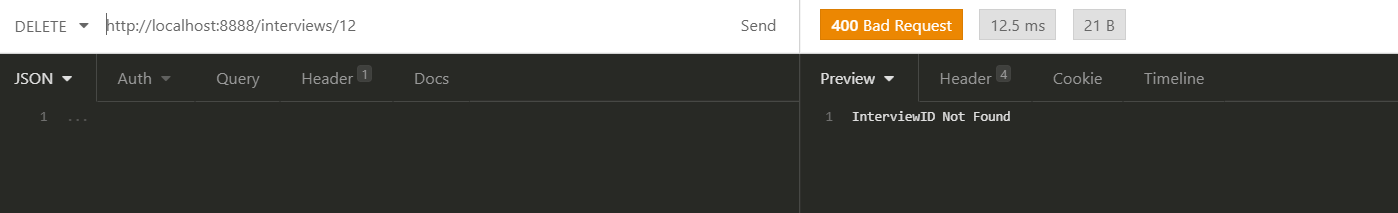 DELETE http://localhost:8888/interviews/12 Send 400 Bad Request 12.5 ms 21 B
JSON Auth Query Header 1 Docs Preview Header 4 Cookie Timeline
1 ... 1 InterviewID Not Found